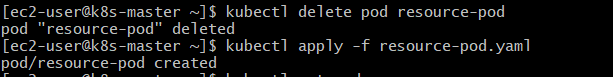 [ec2-user@k8s-master ~]$ kubectl delete pod resource-pod
pod "resource-pod" deleted
[ec2-user@k8s-master ~]$ kubectl apply -f resource-pod.yaml
pod/resource-pod created